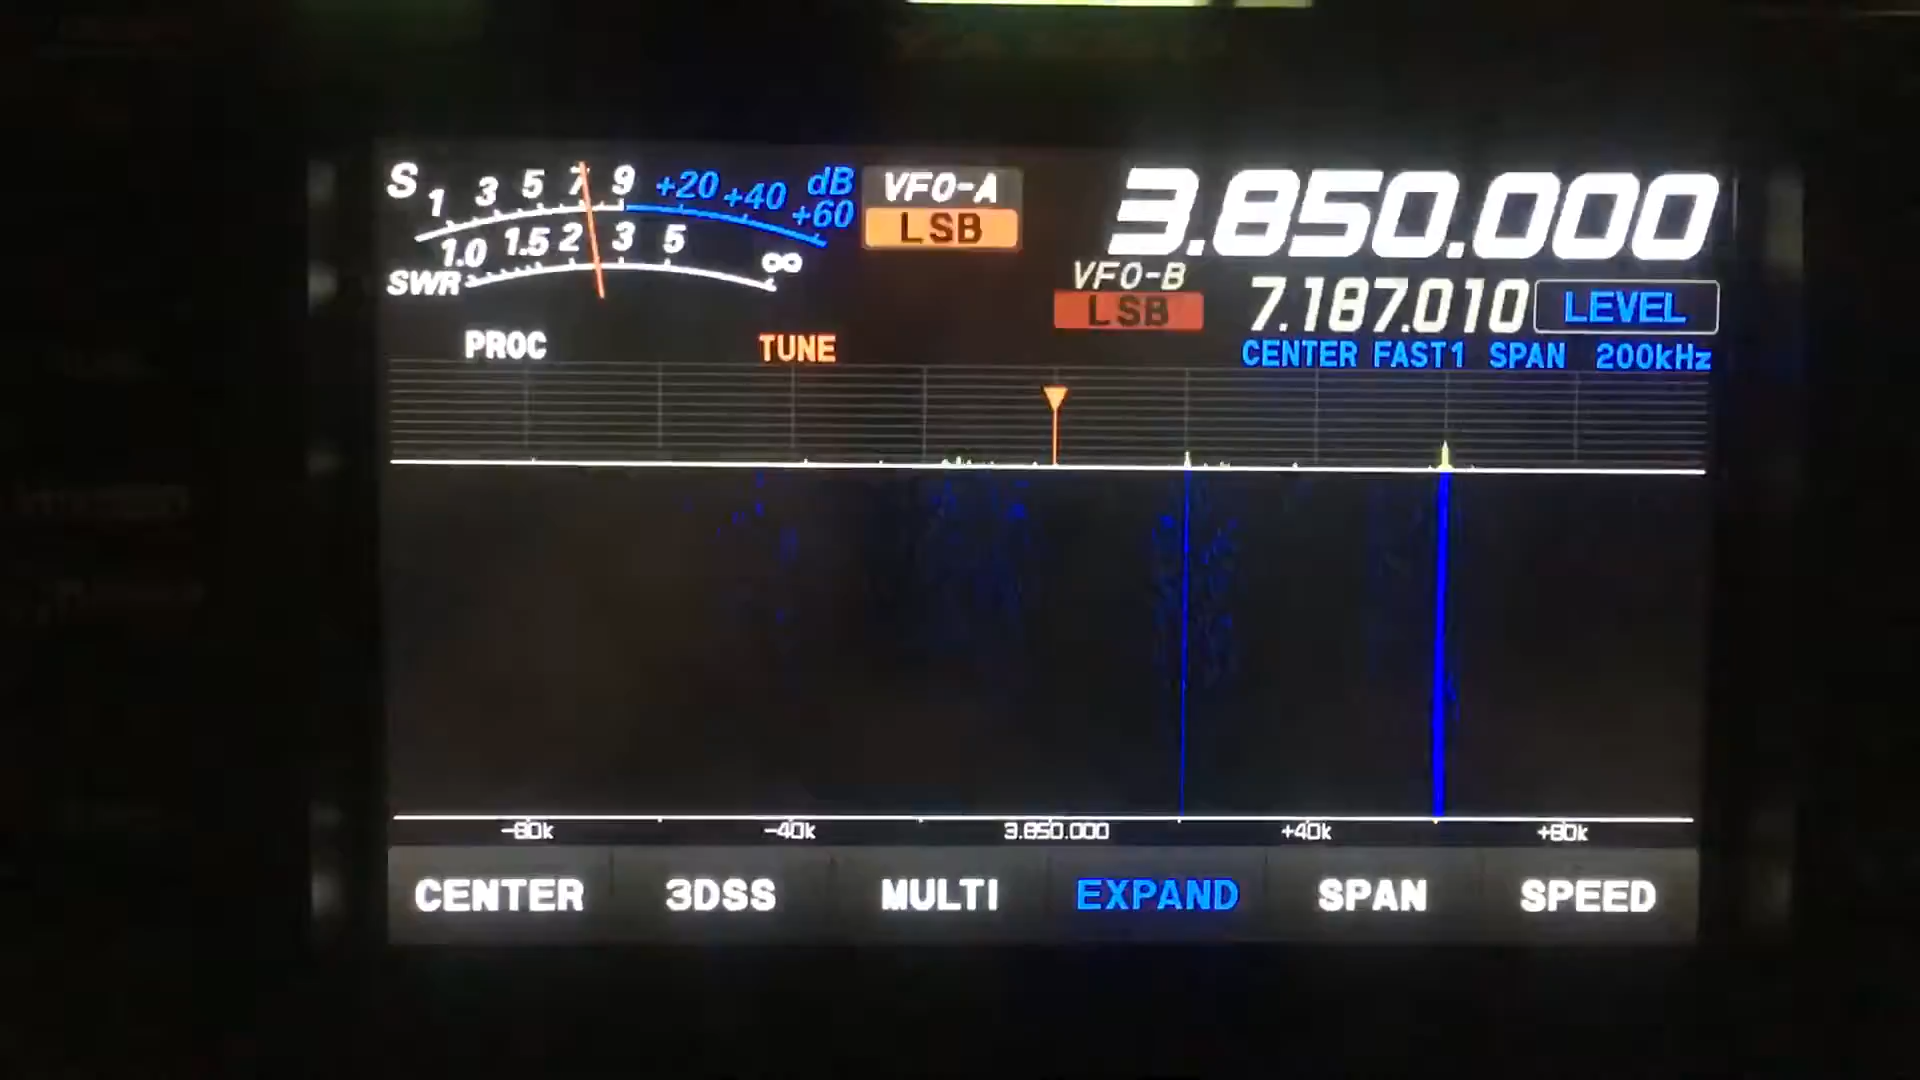 S 1 3 5 7 9 +20 +40 +60 dB
1.0 1.5 2 3 5 ∞
SWR
PROC TUNE
VFO-A
LSB
3.850.000
VFO-B
LSB
7.187.010 LEVEL
CENTER FAST1 SPAN 200kHz
-80k -40k 3.850.000 +40k +80k
CENTER 3DSS MULTI EXPAND SPAN SPEED